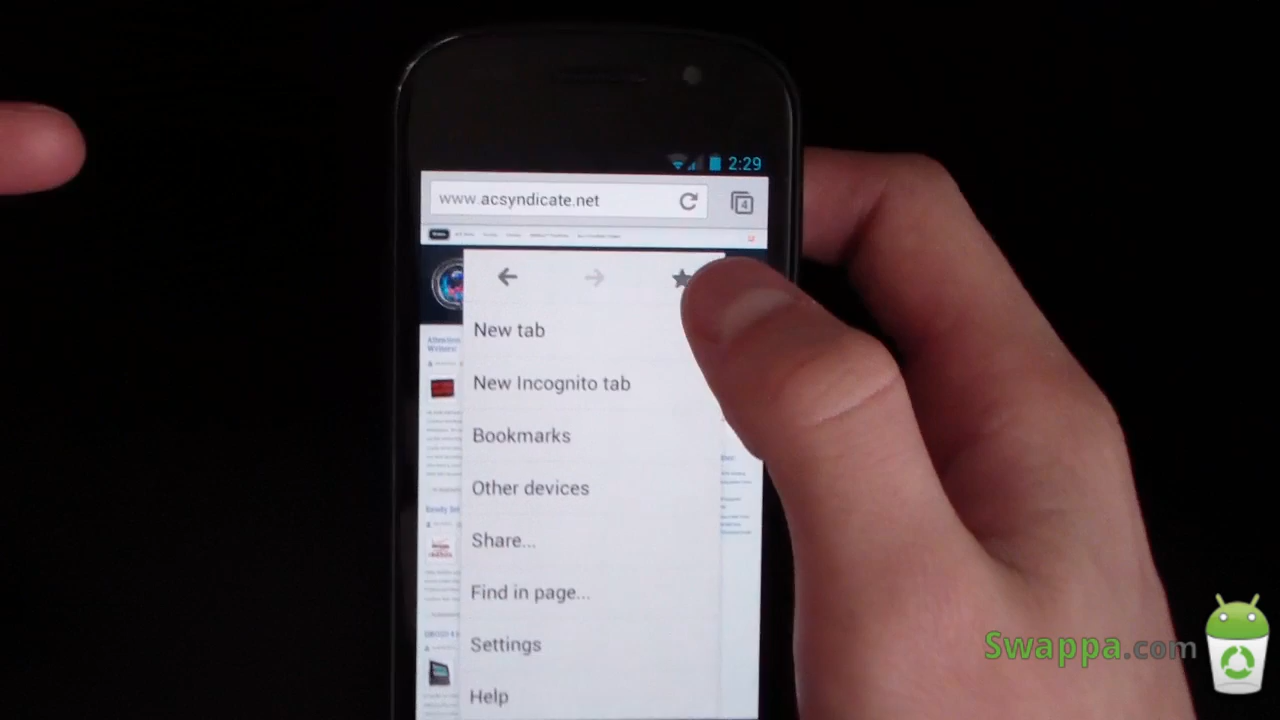 2:29
www.acsyndicate.net
4
New tab
New Incognito tab
Bookmarks
Other devices
Share...
Find in page...
Settings
Help
Swappa.com